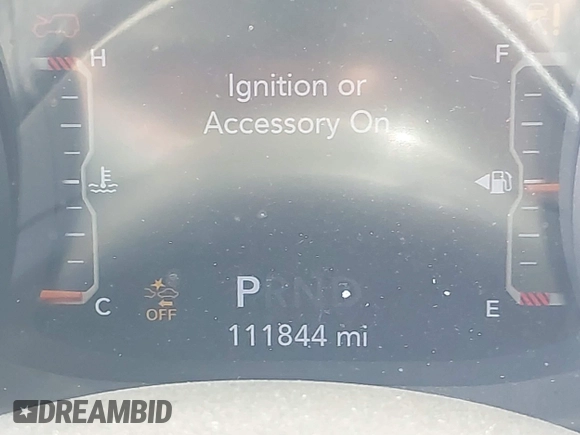 H
F
Ignition or
Accessory On
C
OFF
PRND
E
111844 mi
DREAMBID